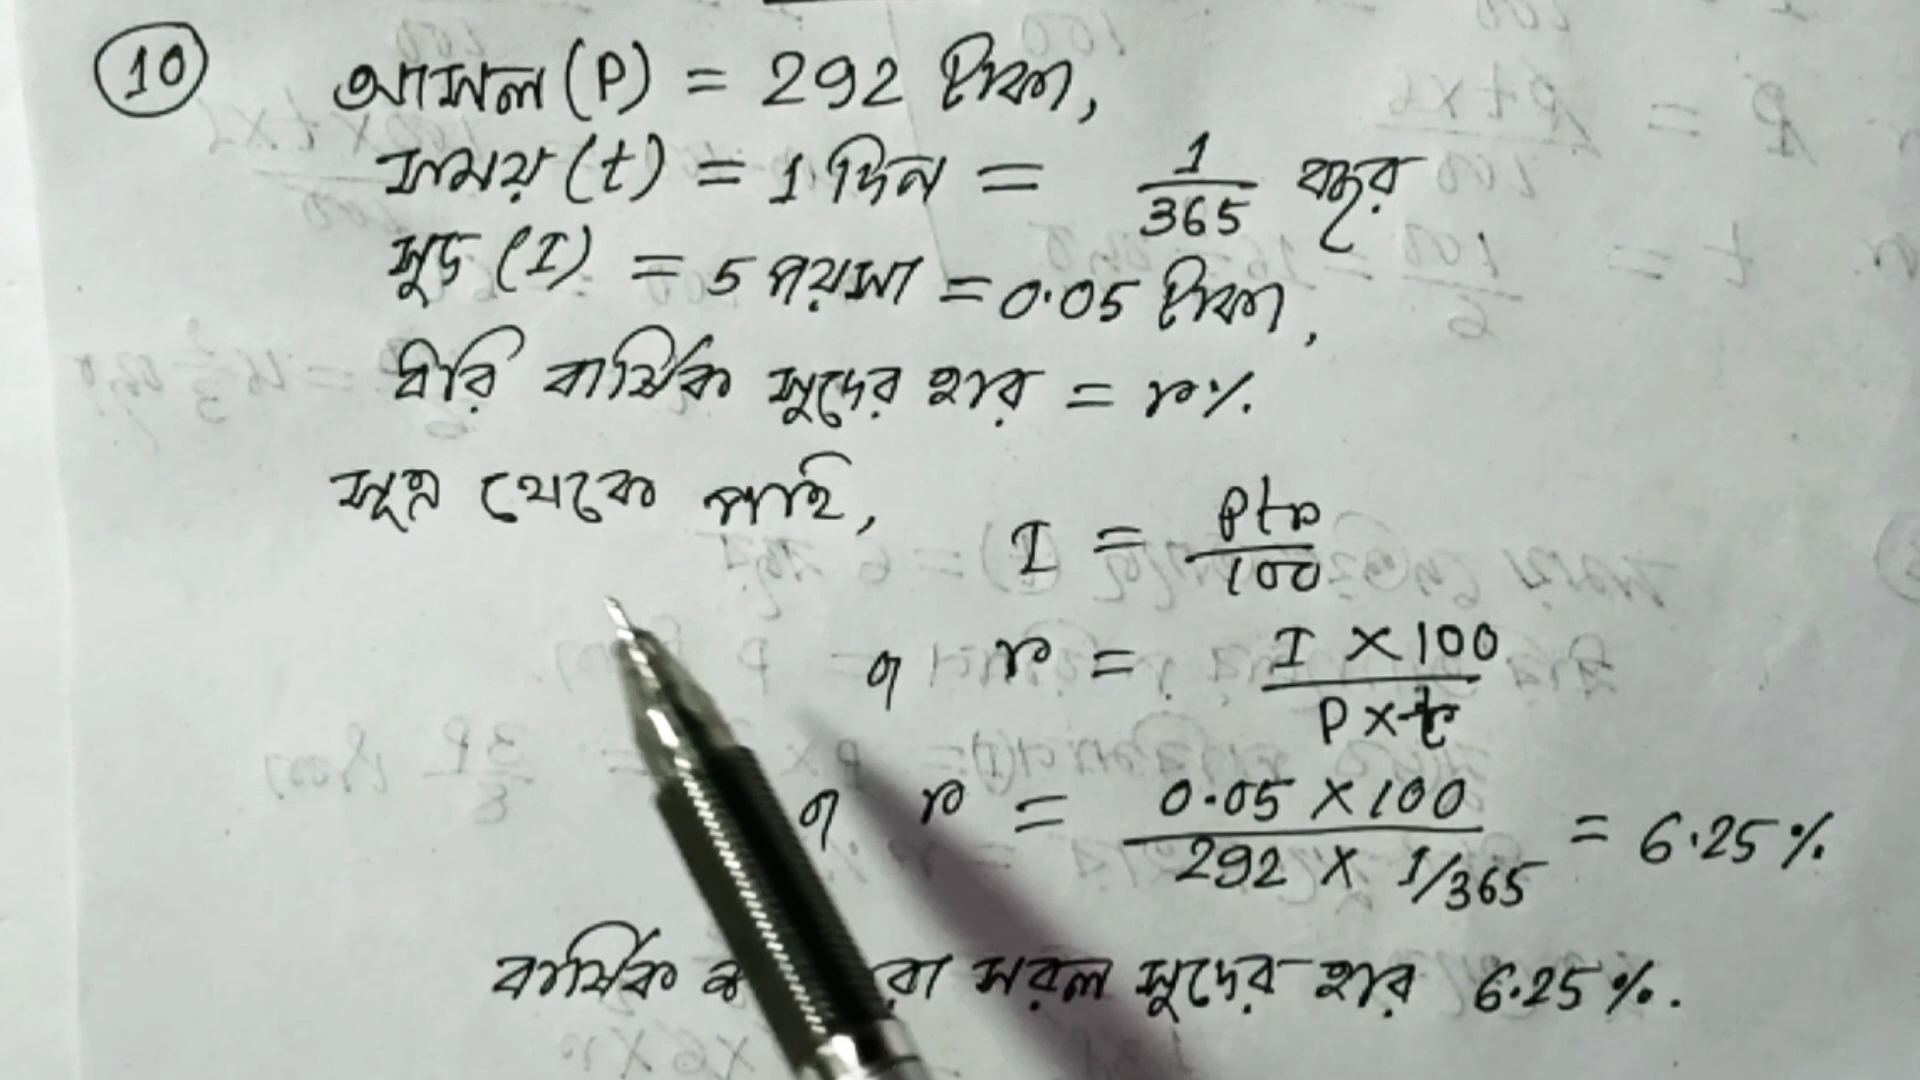 10 আসল (P) = 292 টাকা,
সময় (t) = 1 দিন = 1/365 বছর
সুদ (I) = 5 পয়সা = 0.05 টাকা,
ধরি বার্ষিক সুদের হার = r%.
সূত্র থেকে পাই,
I = Ptr/100
বা r = I × 100 / P × t
বা r = 0.05 × 100 / 292 × 1/365 = 6.25%
বার্ষিক সরল সুদের হার 6.25%.